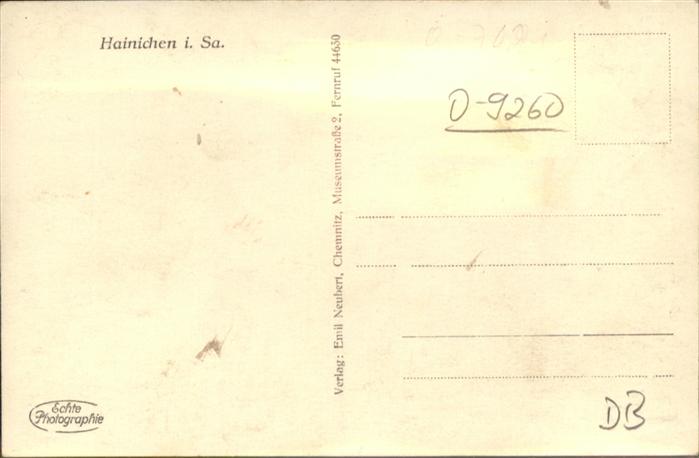 Hainichen i. Sa.
Verlag: Emil Neubert, Chemnitz, Museumstraße 2, Fernruf 44630
O-9260
Echte
Photographie
DB